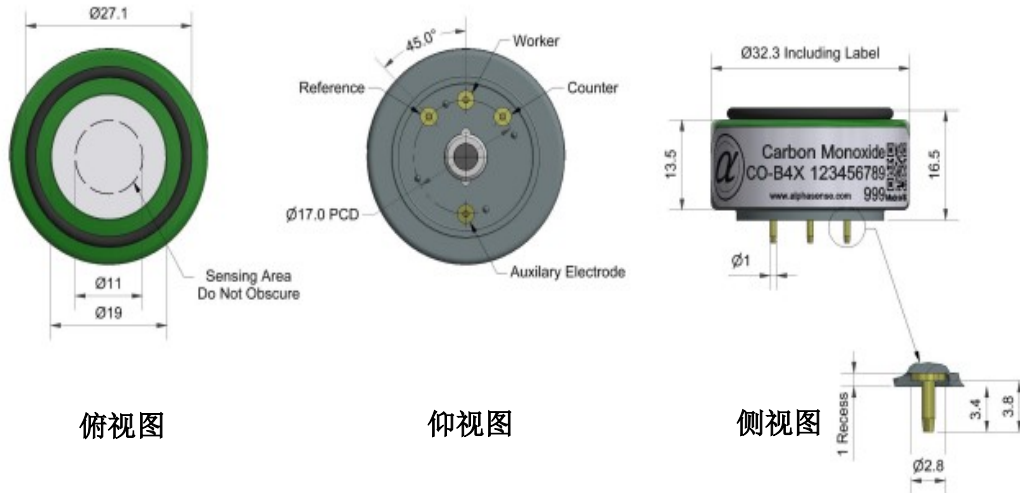 Ø27.1
Sensing Area
Do Not Obscure
Ø11
Ø19
俯视图
45.0°
Worker
Reference
Counter
Ø17.0 PCD
Auxilary Electrode
仰视图
Ø32.3 Including Label
13.5
16.5
α
Carbon Monoxide
CO-B4X 123456789
www.alphasense.com
999
Ø1
1 Recess
3.4
3.8
Ø2.8
侧视图